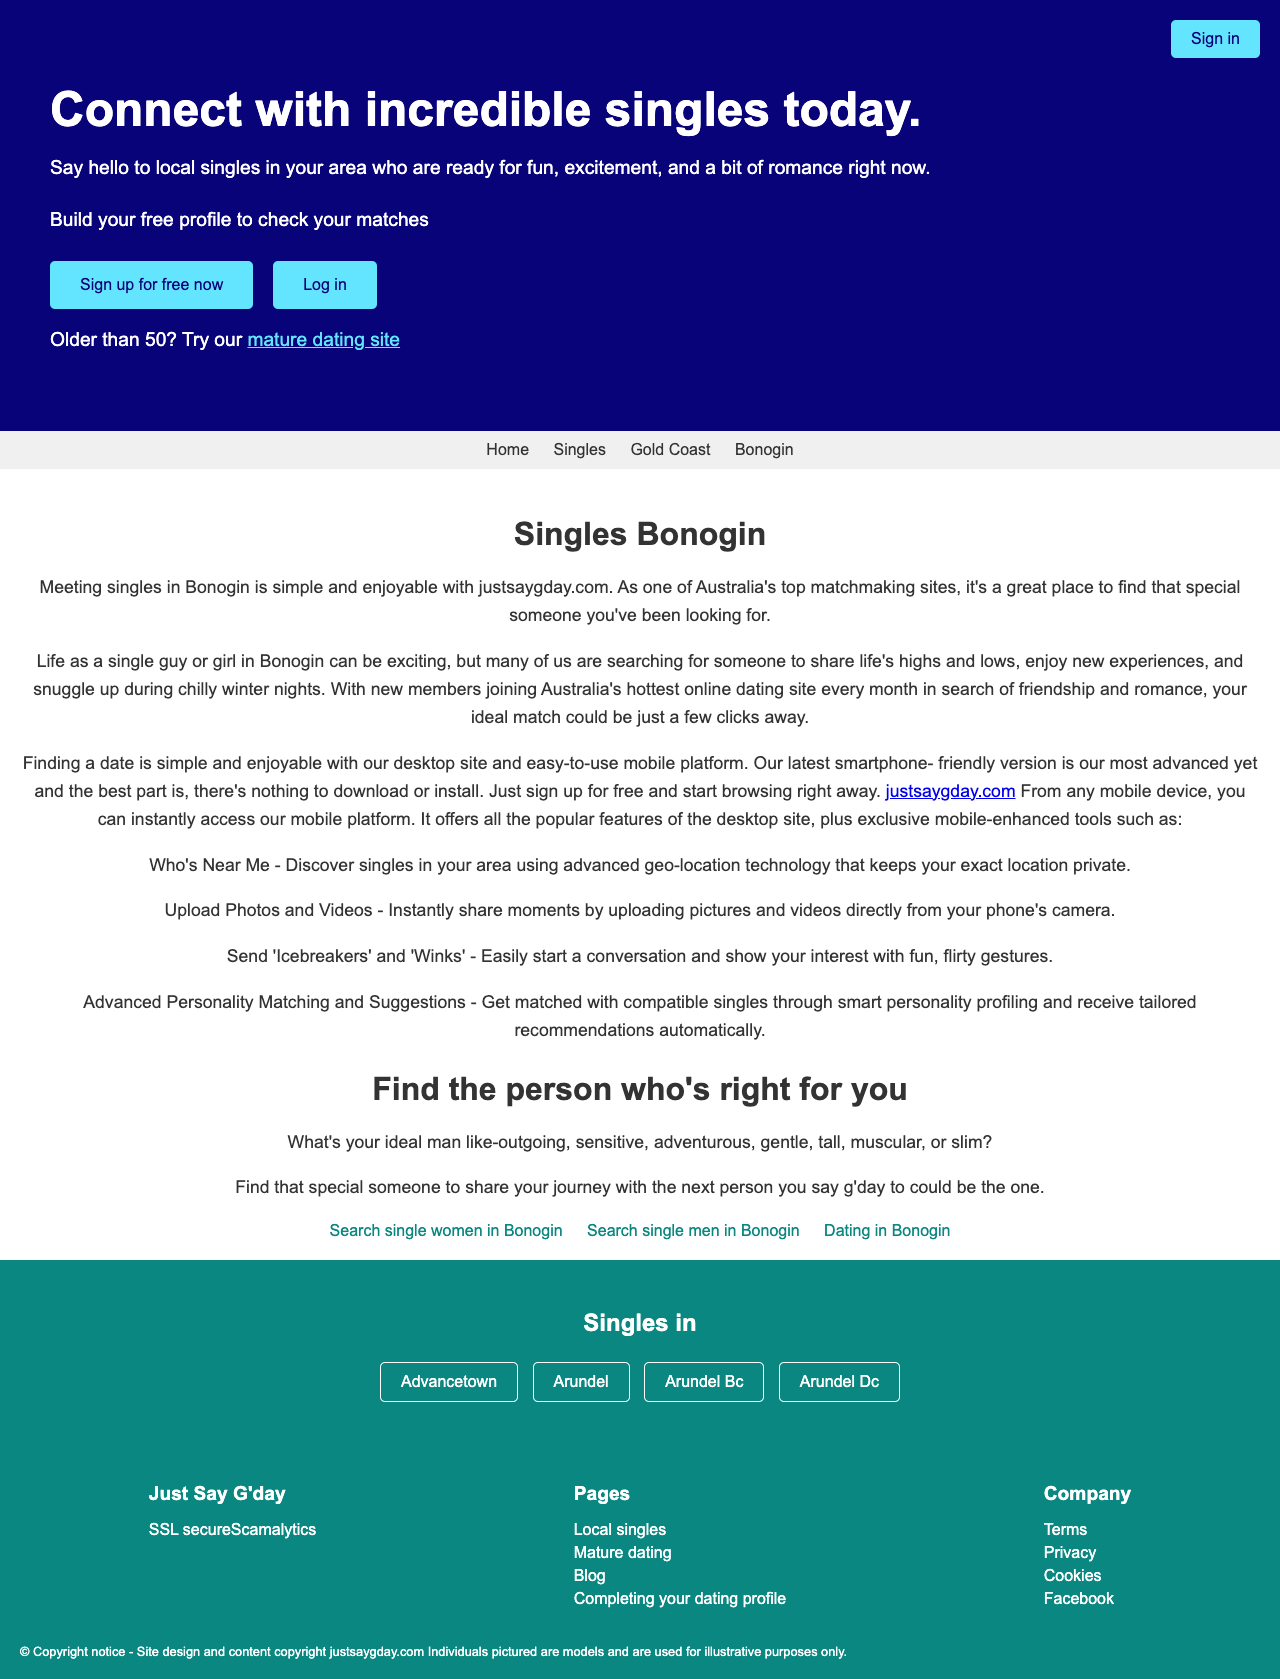 Sign in
Connect with incredible singles today.
Say hello to local singles in your area who are ready for fun, excitement, and a bit of romance right now.
Build your free profile to check your matches
Sign up for free now
Log in
Older than 50? Try our mature dating site
Home Singles Gold Coast Bonogin
Singles Bonogin
Meeting singles in Bonogin is simple and enjoyable with justsaygday.com. As one of Australia's top matchmaking sites, it's a great place to find that special
someone you've been looking for.
Life as a single guy or girl in Bonogin can be exciting, but many of us are searching for someone to share life's highs and lows, enjoy new experiences, and
snuggle up during chilly winter nights. With new members joining Australia's hottest online dating site every month in search of friendship and romance, your
ideal match could be just a few clicks away.
Finding a date is simple and enjoyable with our desktop site and easy-to-use mobile platform. Our latest smartphone- friendly version is our most advanced yet
and the best part is, there's nothing to download or install. Just sign up for free and start browsing right away. justsaygday.com From any mobile device, you
can instantly access our mobile platform. It offers all the popular features of the desktop site, plus exclusive mobile-enhanced tools such as:
Who's Near Me - Discover singles in your area using advanced geo-location technology that keeps your exact location private.
Upload Photos and Videos - Instantly share moments by uploading pictures and videos directly from your phone's camera.
Send 'Icebreakers' and 'Winks' - Easily start a conversation and show your interest with fun, flirty gestures.
Advanced Personality Matching and Suggestions - Get matched with compatible singles through smart personality profiling and receive tailored
recommendations automatically.
Find the person who's right for you
What's your ideal man like-outgoing, sensitive, adventurous, gentle, tall, muscular, or slim?
Find that special someone to share your journey with the next person you say g'day to could be the one.
Search single women in Bonogin Search single men in Bonogin Dating in Bonogin
Singles in
Advancetown Arundel Arundel Bc Arundel Dc
Just Say G'day
SSL secureScamalytics
Pages
Local singles
Mature dating
Blog
Completing your dating profile
Company
Terms
Privacy
Cookies
Facebook
© Copyright notice - Site design and content copyright justsaygday.com Individuals pictured are models and are used for illustrative purposes only.